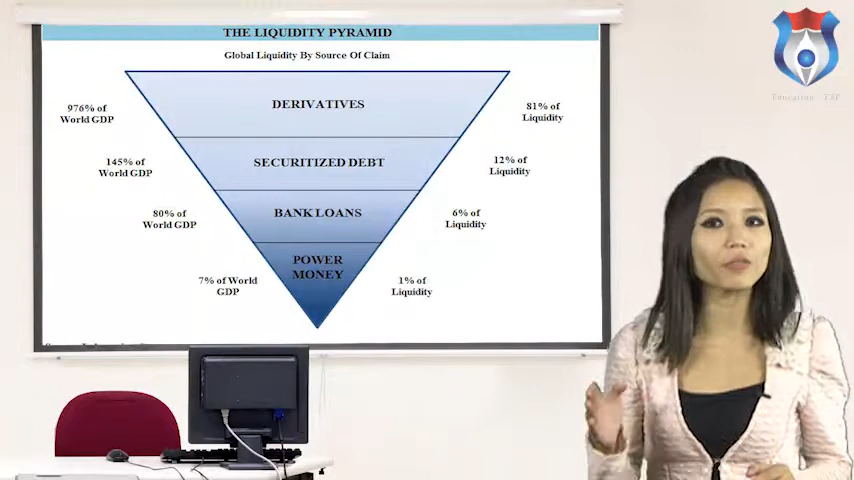 THE LIQUIDITY PYRAMID
Global Liquidity By Source Of Claim
DERIVATIVES
976% of
World GDP
81% of
Liquidity
SECURITIZED DEBT
145% of
World GDP
12% of
Liquidity
BANK LOANS
80% of
World GDP
6% of
Liquidity
POWER
MONEY
7% of World
GDP
1% of
Liquidity